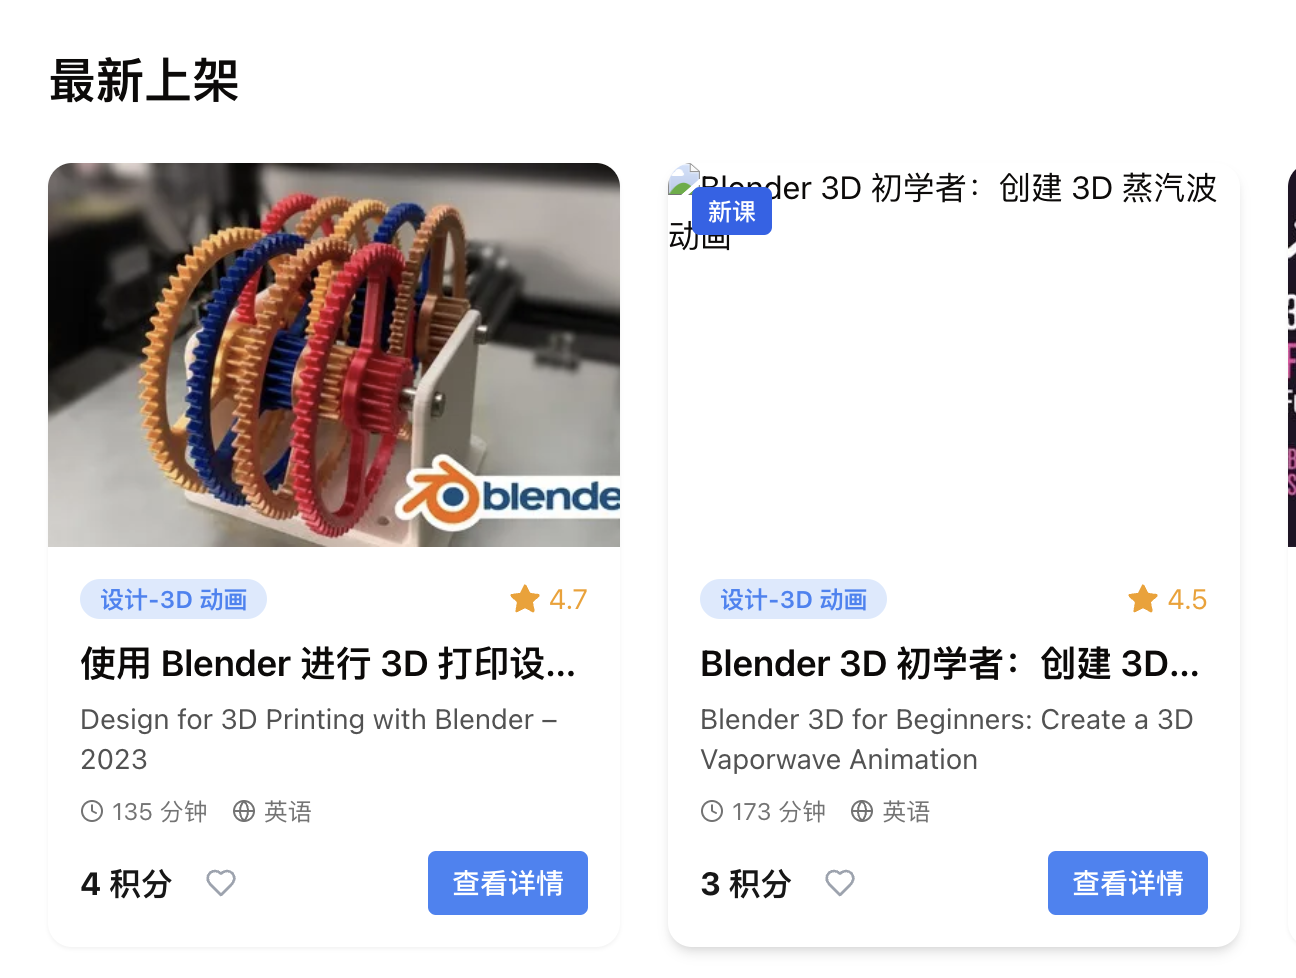 最新上架
blende
设计-3D 动画
4.7
使用 Blender 进行 3D 打印设...
Design for 3D Printing with Blender –
2023
135 分钟 英语
4 积分
查看详情
Blender 3D 初学者：创建 3D 蒸汽波
动画
新课
设计-3D 动画
4.5
Blender 3D 初学者：创建 3D...
Blender 3D for Beginners: Create a 3D
Vaporwave Animation
173 分钟 英语
3 积分
查看详情